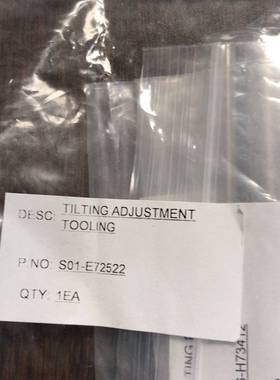 DESC: TILTING ADJUSTMENT
TOOLING
P.NO: S01-E72522
QTY: 1EA